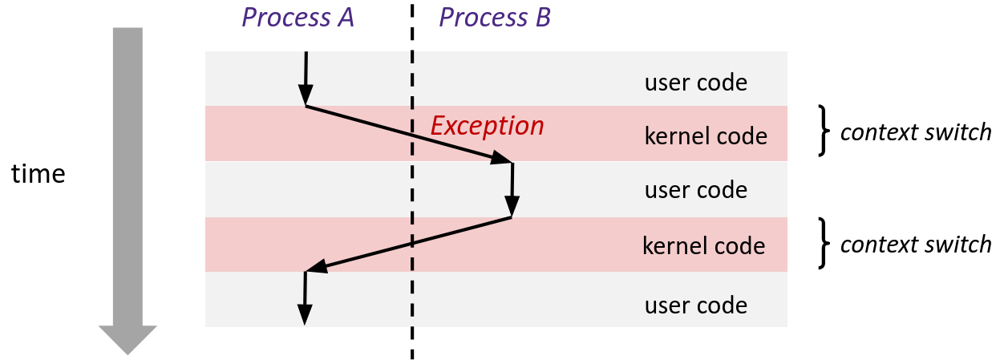 Process A
Process B
user code
Exception
kernel code
context switch
time
user code
kernel code
context switch
user code